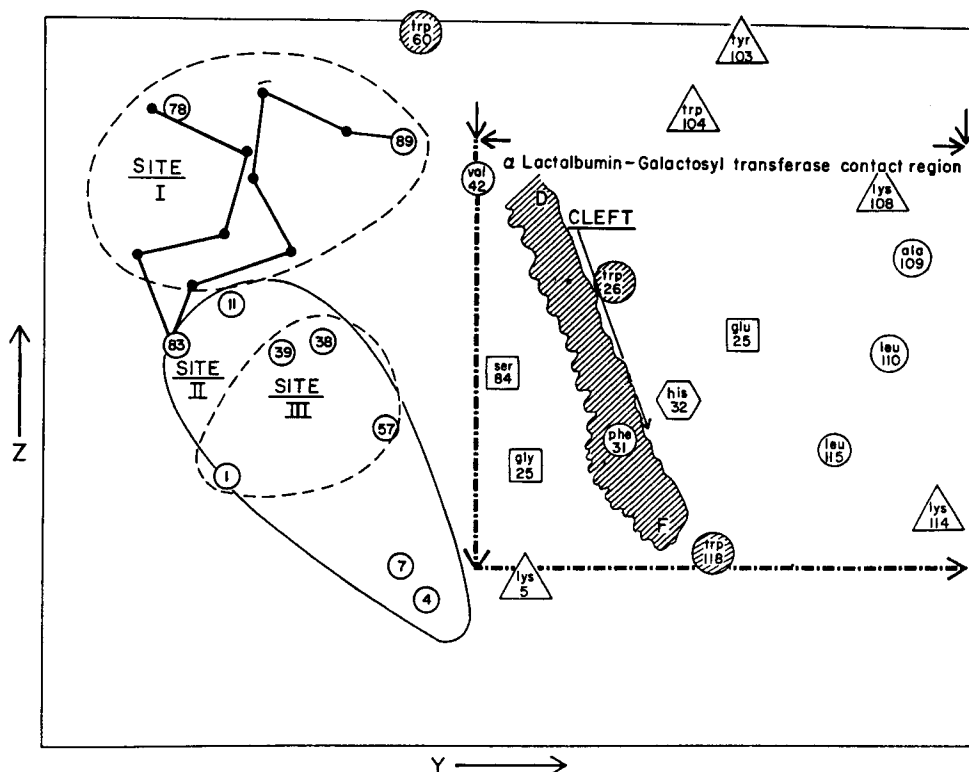 trp
60
tyr
103
trp
104
78
89
SITE
I
α Lactalbumin-Galactosyl transferase contact region
val
42
lys
108
D
CLEFT
ala
109
trp
26
11
83
39
38
SITE
II
SITE
III
glu
25
leu
110
ser
84
his
32
57
phe
31
leu
115
1
gly
25
lys
114
F
trp
118
7
4
lys
5
Z
Y